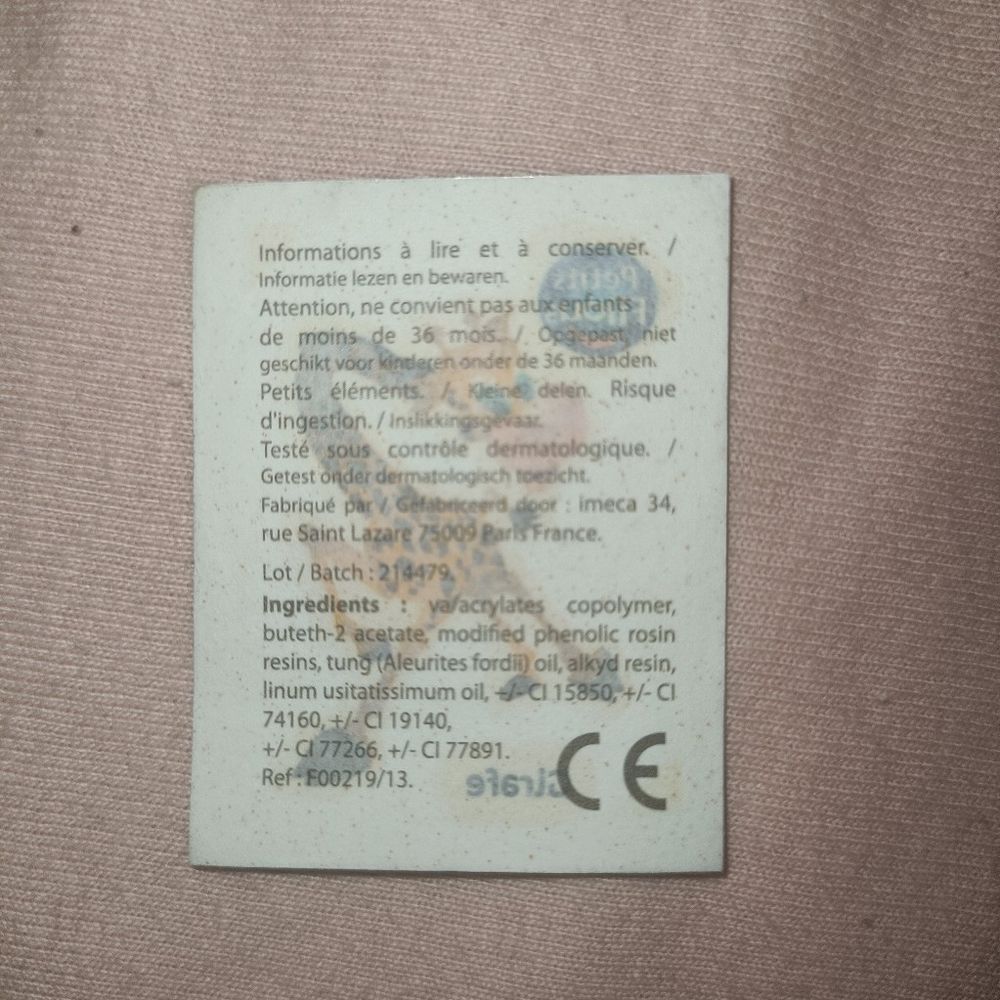 Informations à lire et à conserver. /
Informatie lezen en bewaren.
Attention, ne convient pas aux enfants
de moins de 36 mois. / Opgepast, niet
geschikt voor kinderen onder de 36 maanden.
Petits éléments. / Kleine delen. Risque
d'ingestion. / Inslikkingsgevaar.
Testé sous contrôle dermatologique. /
Getest onder dermatologisch toezicht.
Fabriqué par / Gefabriceerd door : imeca 34,
rue Saint Lazare 75009 Paris France.
Lot / Batch : 214479.
Ingredients : va/acrylates copolymer,
buteth-2 acetate, modified phenolic rosin
resins, tung (Aleurites fordii) oil, alkyd resin,
linum usitatissimum oil, +/- CI 15850, +/- CI
74160, +/- CI 19140,
+/- CI 77266, +/- CI 77891.
Ref : E00219/13.
CE
Girafe
Petits